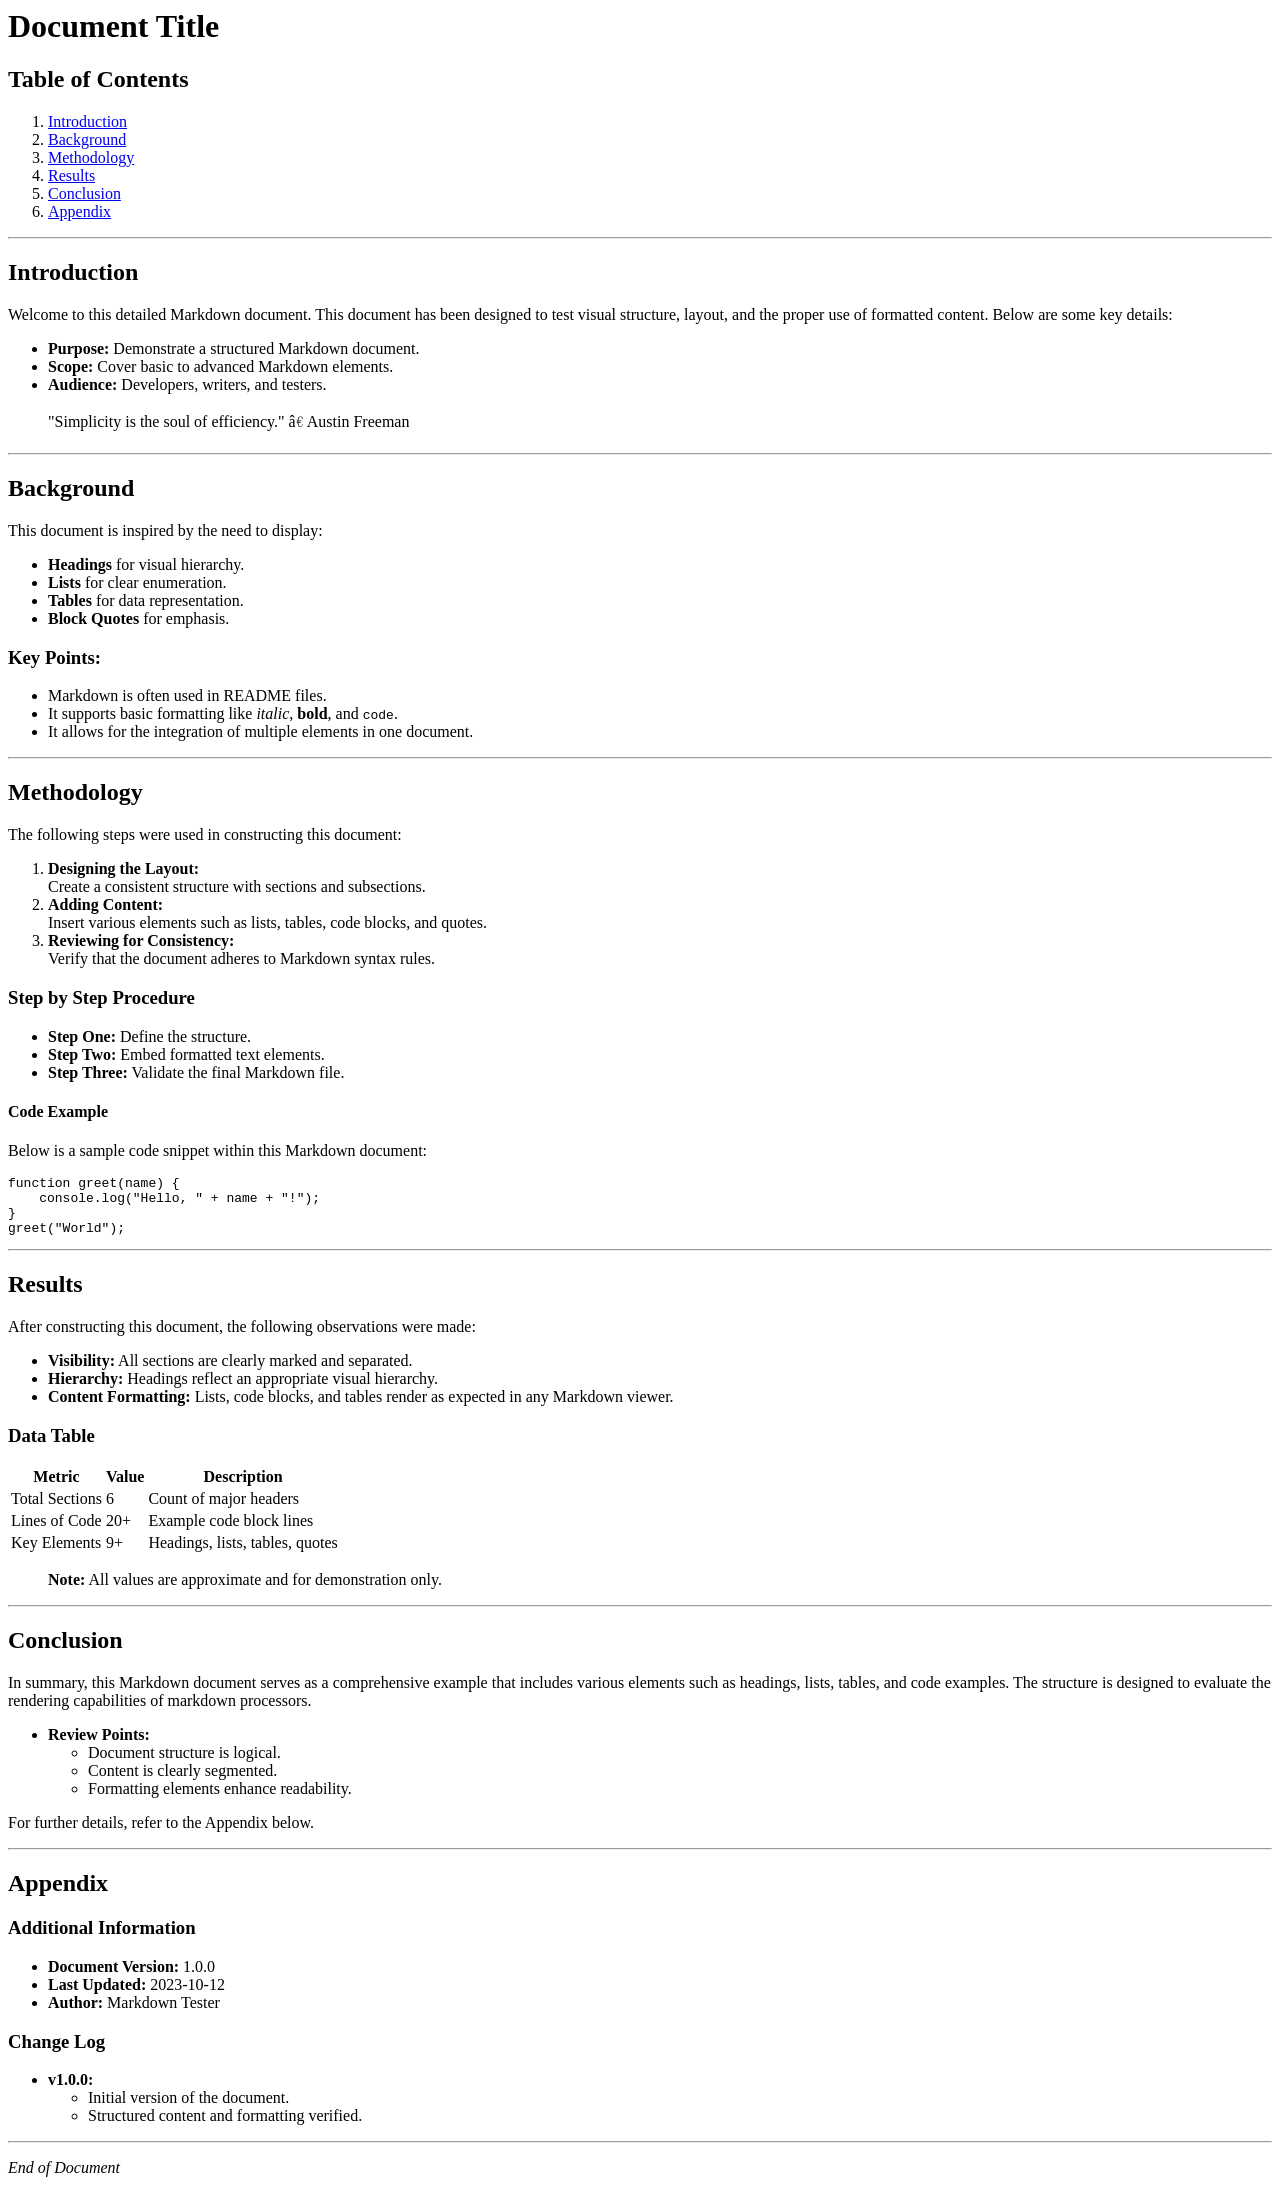 Document Title
Table of Contents
1. Introduction
2. Background
3. Methodology
4. Results
5. Conclusion
6. Appendix
Introduction
Welcome to this detailed Markdown document. This document has been designed to test visual structure, layout, and the proper use of formatted content. Below are some key details:
• Purpose: Demonstrate a structured Markdown document.
• Scope: Cover basic to advanced Markdown elements.
• Audience: Developers, writers, and testers.
"Simplicity is the soul of efficiency." â€ Austin Freeman
Background
This document is inspired by the need to display:
• Headings for visual hierarchy.
• Lists for clear enumeration.
• Tables for data representation.
• Block Quotes for emphasis.
Key Points:
• Markdown is often used in README files.
• It supports basic formatting like italic, bold, and code.
• It allows for the integration of multiple elements in one document.
Methodology
The following steps were used in constructing this document:
1. Designing the Layout:
Create a consistent structure with sections and subsections.
2. Adding Content:
Insert various elements such as lists, tables, code blocks, and quotes.
3. Reviewing for Consistency:
Verify that the document adheres to Markdown syntax rules.
Step by Step Procedure
• Step One: Define the structure.
• Step Two: Embed formatted text elements.
• Step Three: Validate the final Markdown file.
Code Example
Below is a sample code snippet within this Markdown document:
function greet(name) {
    console.log("Hello, " + name + "!");
}
greet("World");
Results
After constructing this document, the following observations were made:
• Visibility: All sections are clearly marked and separated.
• Hierarchy: Headings reflect an appropriate visual hierarchy.
• Content Formatting: Lists, code blocks, and tables render as expected in any Markdown viewer.
Data Table
Metric Value Description
Total Sections 6 Count of major headers
Lines of Code 20+ Example code block lines
Key Elements 9+ Headings, lists, tables, quotes
Note: All values are approximate and for demonstration only.
Conclusion
In summary, this Markdown document serves as a comprehensive example that includes various elements such as headings, lists, tables, and code examples. The structure is designed to evaluate the
rendering capabilities of markdown processors.
• Review Points:
◦ Document structure is logical.
◦ Content is clearly segmented.
◦ Formatting elements enhance readability.
For further details, refer to the Appendix below.
Appendix
Additional Information
• Document Version: 1.0.0
• Last Updated: 2023-10-12
• Author: Markdown Tester
Change Log
• v1.0.0:
◦ Initial version of the document.
◦ Structured content and formatting verified.
End of Document